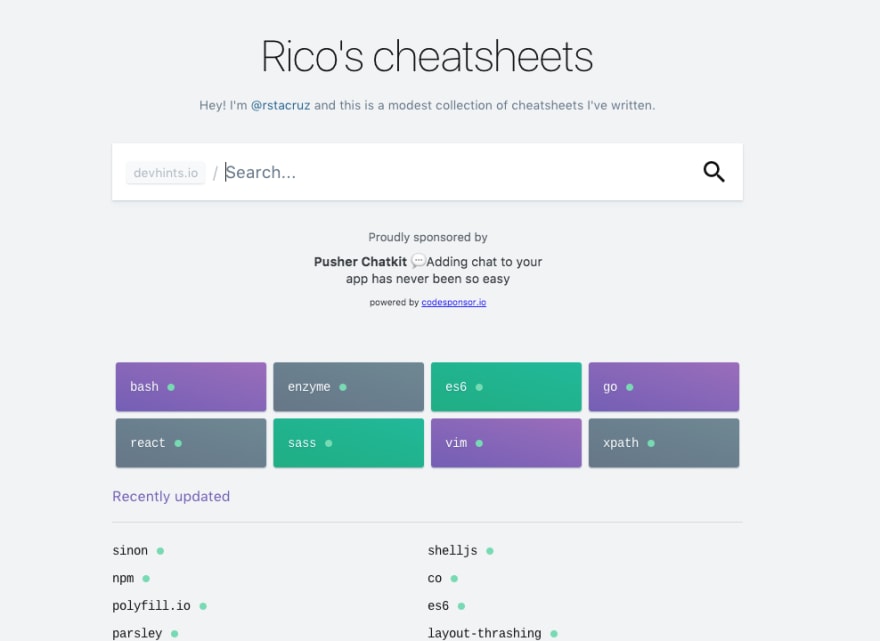 Rico's cheatsheets
Hey! I'm @rstacruz and this is a modest collection of cheatsheets I've written.
devhints.io / Search...
Proudly sponsored by
Pusher Chatkit 💬Adding chat to your
app has never been so easy
powered by codesponsor.io
bash enzyme es6 go
react sass vim xpath
Recently updated
sinon shelljs
npm co
polyfill.io es6
parsley layout-thrashing